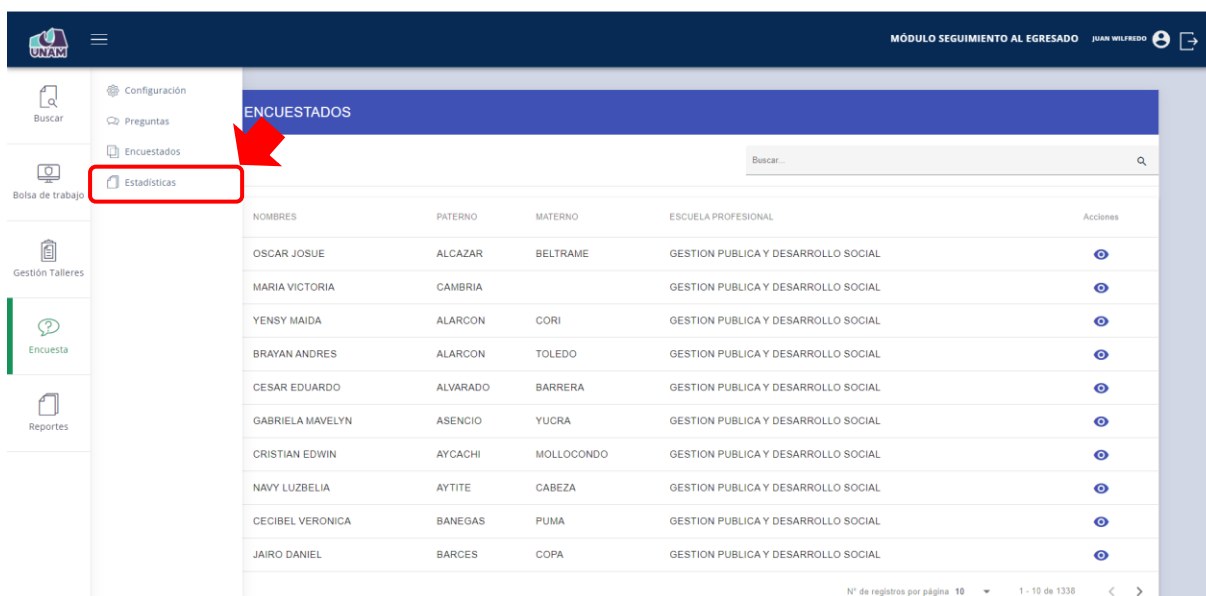 UNAM
MÓDULO SEGUIMIENTO AL EGRESADO JUAN WILFREDO
Buscar
Bolsa de trabajo
Gestión Talleres
Encuesta
Reportes
Configuración
Preguntas
Encuestados
Estadísticas
ENCUESTADOS
Buscar...
NOMBRES PATERNO MATERNO ESCUELA PROFESIONAL Acciones
OSCAR JOSUE ALCAZAR BELTRAME GESTION PUBLICA Y DESARROLLO SOCIAL
MARIA VICTORIA CAMBRIA GESTION PUBLICA Y DESARROLLO SOCIAL
YENSY MAIDA ALARCON CORI GESTION PUBLICA Y DESARROLLO SOCIAL
BRAYAN ANDRES ALARCON TOLEDO GESTION PUBLICA Y DESARROLLO SOCIAL
CESAR EDUARDO ALVARADO BARRERA GESTION PUBLICA Y DESARROLLO SOCIAL
GABRIELA MAVELYN ASENCIO YUCRA GESTION PUBLICA Y DESARROLLO SOCIAL
CRISTIAN EDWIN AYCACHI MOLLOCONDO GESTION PUBLICA Y DESARROLLO SOCIAL
NAVY LUZBELIA AYTITE CABEZA GESTION PUBLICA Y DESARROLLO SOCIAL
CECIBEL VERONICA BANEGAS PUMA GESTION PUBLICA Y DESARROLLO SOCIAL
JAIRO DANIEL BARCES COPA GESTION PUBLICA Y DESARROLLO SOCIAL
N° de registros por página 10 1 - 10 de 1338